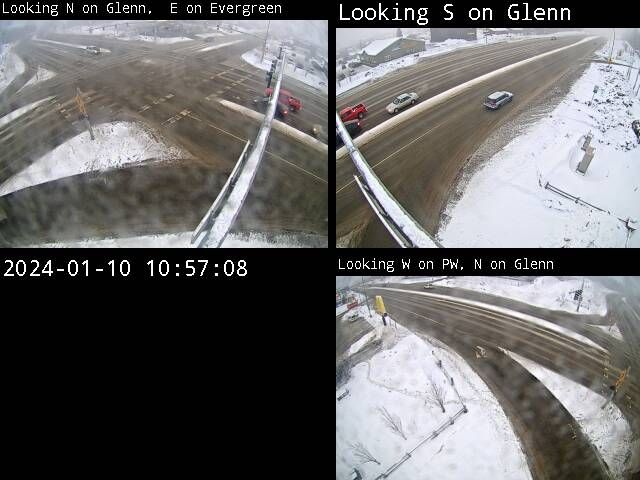 Looking N on Glenn,  E on Evergreen
Looking S on Glenn
2024-01-10 10:57:08
Looking W on PW, N on Glenn